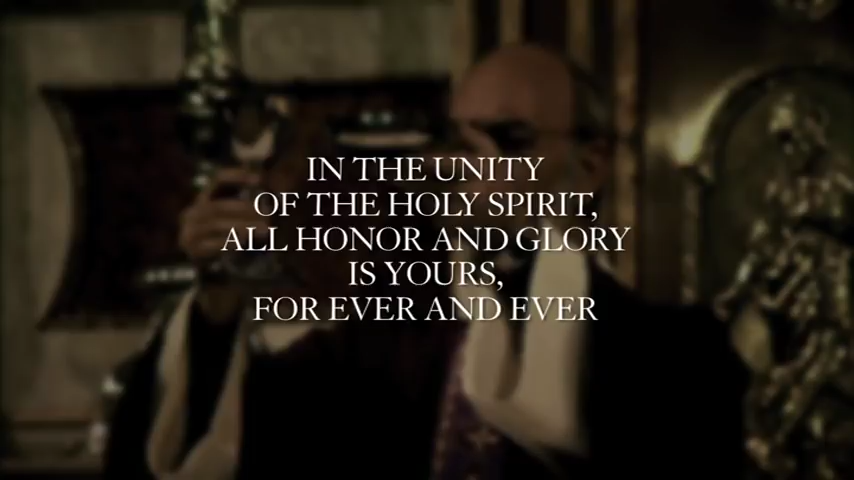 IN THE UNITY
OF THE HOLY SPIRIT,
ALL HONOR AND GLORY
IS YOURS,
FOR EVER AND EVER